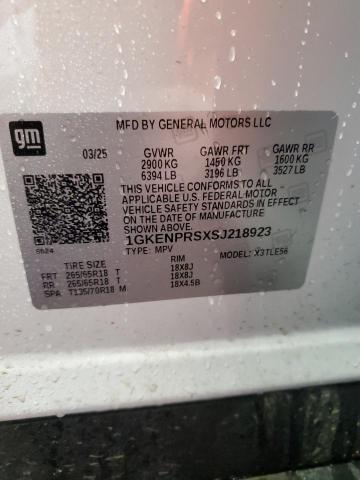 gm
MFD BY GENERAL MOTORS LLC
03/25 GVWR GAWR FRT GAWR RR
2900 KG 1450 KG 1600 KG
6394 LB 3196 LB 3527 LB
THIS VEHICLE CONFORMS TO ALL
APPLICABLE U.S. FEDERAL MOTOR
VEHICLE SAFETY STANDARDS IN EFFECT
ON THE DATE OF MANUFACTURE SHOWN ABOVE.
1GKENPRSXSJ218923
TYPE: MPV MODEL: X3TLE56
TIRE SIZE RIM
FRT 265/65R18 T 18X8J
RR 265/65R18 T 18X8J
SPA T135/70R18 M 18X4.5B